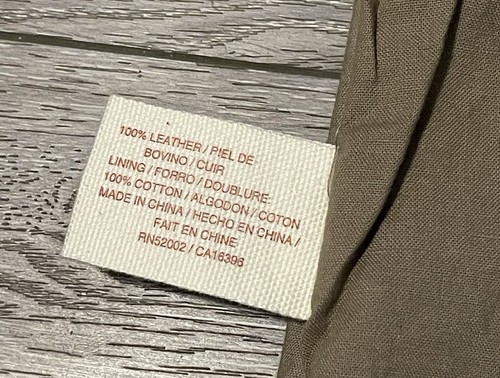 100% LEATHER / PIEL DE
BOVINO / CUIR
LINING / FORRO / DOUBLURE:
100% COTTON / ALGODON / COTON
MADE IN CHINA / HECHO EN CHINA /
FAIT EN CHINE
RN52002 / CA16396